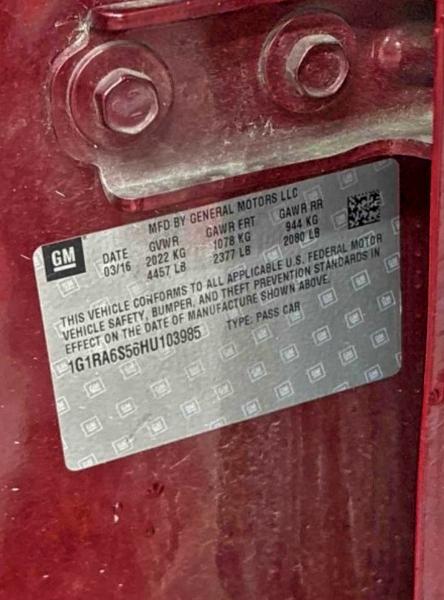 MFD BY GENERAL MOTORS LLC
GM
DATE GVWR GAWR FRT GAWR RR
03/16 2022 KG 1078 KG 944 KG
4457 LB 2377 LB 2080 LB
THIS VEHICLE CONFORMS TO ALL APPLICABLE U.S. FEDERAL MOTOR
VEHICLE SAFETY, BUMPER, AND THEFT PREVENTION STANDARDS IN
EFFECT ON THE DATE OF MANUFACTURE SHOWN ABOVE.
1G1RA6S56HU103985 TYPE: PASS CAR